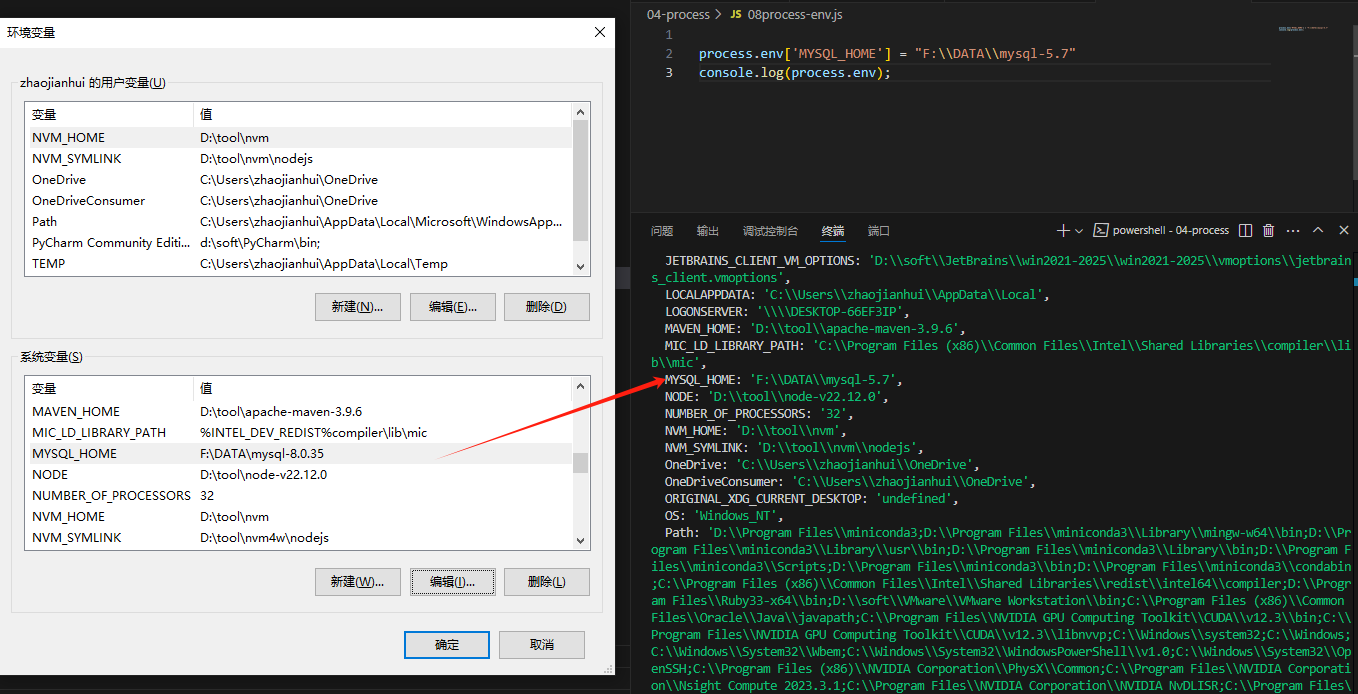 环境变量
zhaojianhui 的用户变量(U)
变量 值
NVM_HOME D:\tool\nvm
NVM_SYMLINK D:\tool\nvm\nodejs
OneDrive C:\Users\zhaojianhui\OneDrive
OneDriveConsumer C:\Users\zhaojianhui\OneDrive
Path C:\Users\zhaojianhui\AppData\Local\Microsoft\WindowsApp...
PyCharm Community Editi... d:\soft\PyCharm\bin;
TEMP C:\Users\zhaojianhui\AppData\Local\Temp
新建(N)... 编辑(E)... 删除(D)
系统变量(S)
变量 值
MAVEN_HOME D:\tool\apache-maven-3.9.6
MIC_LD_LIBRARY_PATH %INTEL_DEV_REDIST%compiler\lib\mic
MYSQL_HOME F:\DATA\mysql-8.0.35
NODE D:\tool\node-v22.12.0
NUMBER_OF_PROCESSORS 32
NVM_HOME D:\tool\nvm
NVM_SYMLINK D:\tool\nvm4w\nodejs
新建(W)... 编辑(I)... 删除(L)
确定 取消
04-process > JS 08process-env.js
1
2 process.env['MYSQL_HOME'] = "F:\\DATA\\mysql-5.7"
3 console.log(process.env);
问题 输出 调试控制台 终端 端口 powershell - 04-process
JETBRAINS_CLIENT_VM_OPTIONS: 'D:\\soft\\JetBrains\\win2021-2025\\win2021-2025\\vmoptions\\jetbrain
s_client.vmoptions',
LOCALAPPDATA: 'C:\\Users\\zhaojianhui\\AppData\\Local',
LOGONSERVER: '\\\\DESKTOP-66EF3IP',
MAVEN_HOME: 'D:\\tool\\apache-maven-3.9.6',
MIC_LD_LIBRARY_PATH: 'C:\\Program Files (x86)\\Common Files\\Intel\\Shared Libraries\\compiler\\li
b\\mic',
MYSQL_HOME: 'F:\\DATA\\mysql-5.7',
NODE: 'D:\\tool\\node-v22.12.0',
NUMBER_OF_PROCESSORS: '32',
NVM_HOME: 'D:\\tool\\nvm',
NVM_SYMLINK: 'D:\\tool\\nvm\\nodejs',
OneDrive: 'C:\\Users\\zhaojianhui\\OneDrive',
OneDriveConsumer: 'C:\\Users\\zhaojianhui\\OneDrive',
ORIGINAL_XDG_CURRENT_DESKTOP: 'undefined',
OS: 'Windows_NT',
Path: 'D:\\Program Files\\miniconda3;D:\\Program Files\\miniconda3\\Library\\mingw-w64\\bin;D:\\Pr
ogram Files\\miniconda3\\Library\\usr\\bin;D:\\Program Files\\miniconda3\\Library\\bin;D:\\Program F
iles\\miniconda3\\Scripts;D:\\Program Files\\miniconda3\\bin;D:\\Program Files\\miniconda3\\condabin
;C:\\Program Files (x86)\\Common Files\\Intel\\Shared Libraries\\redist\\intel64\\compiler;D:\\Progr
am Files\\Ruby33-x64\\bin;D:\\soft\\VMware\\VMware Workstation\\bin;C:\\Program Files (x86)\\Common 
Files\\Oracle\\Java\\javapath;C:\\Program Files\\NVIDIA GPU Computing Toolkit\\CUDA\\v12.3\\bin;C:\\
Program Files\\NVIDIA GPU Computing Toolkit\\CUDA\\v12.3\\libnvvp;C:\\Windows\\system32;C:\\Windows;
C:\\Windows\\System32\\Wbem;C:\\Windows\\System32\\WindowsPowerShell\\v1.0;C:\\Windows\\System32\\Op
enSSH;C:\\Program Files (x86)\\NVIDIA Corporation\\PhysX\\Common;C:\\Program Files\\NVIDIA Corporati
on\\Nsight Compute 2023.3.1;C:\\Program Files\\NVIDIA Corporation\\NVIDIA NvDLISR;C:\\Program Files\